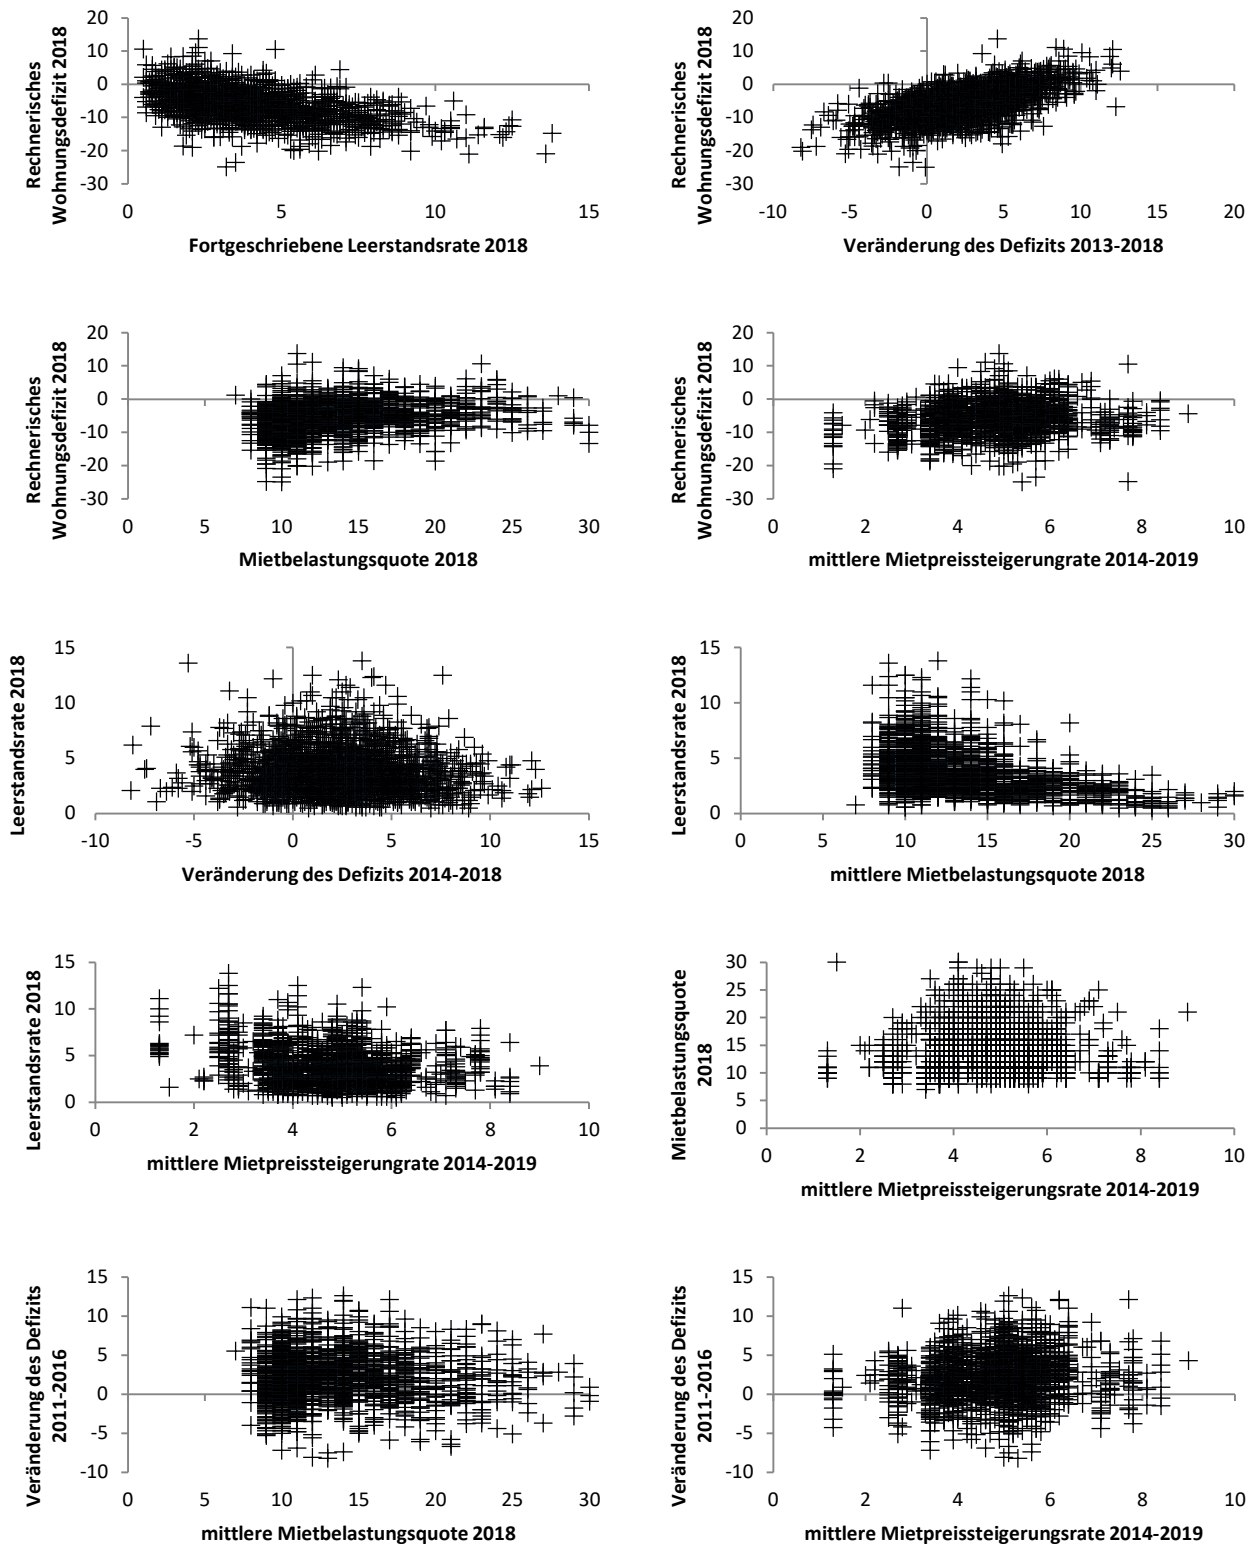 Rechnerisches
Wohnungsdefizit 2018
20
10
0
-10
-20
-30
0 5 10 15
Fortgeschriebene Leerstandsrate 2018
Rechnerisches
Wohnungsdefizit 2018
20
10
0
-10
-20
-30
-10 -5 0 5 10 15 20
Veränderung des Defizits 2013-2018
Rechnerisches
Wohnungsdefizit 2018
20
10
0
-10
-20
-30
0 5 10 15 20 25 30
Mietbelastungsquote 2018
Rechnerisches
Wohnungsdefizit 2018
20
10
0
-10
-20
-30
0 2 4 6 8 10
mittlere Mietpreissteigerungrate 2014-2019
Leerstandsrate 2018
15
10
5
0
-10 -5 0 5 10 15
Veränderung des Defizits 2014-2018
Leerstandsrate 2018
15
10
5
0
0 5 10 15 20 25 30
mittlere Mietbelastungsquote 2018
Leerstandsrate 2018
15
10
5
0
0 2 4 6 8 10
mittlere Mietpreissteigerungrate 2014-2019
Mietbelastungsquote
2018
30
25
20
15
10
5
0
0 2 4 6 8 10
mittlere Mietpreissteigerungsrate 2014-2019
Veränderung des Defizits
2011-2016
15
10
5
0
-5
-10
0 5 10 15 20 25 30
mittlere Mietbelastungsquote 2018
Veränderung des Defizits
2011-2016
15
10
5
0
-5
-10
0 2 4 6 8 10
mittlere Mietpreissteigerungsrate 2014-2019